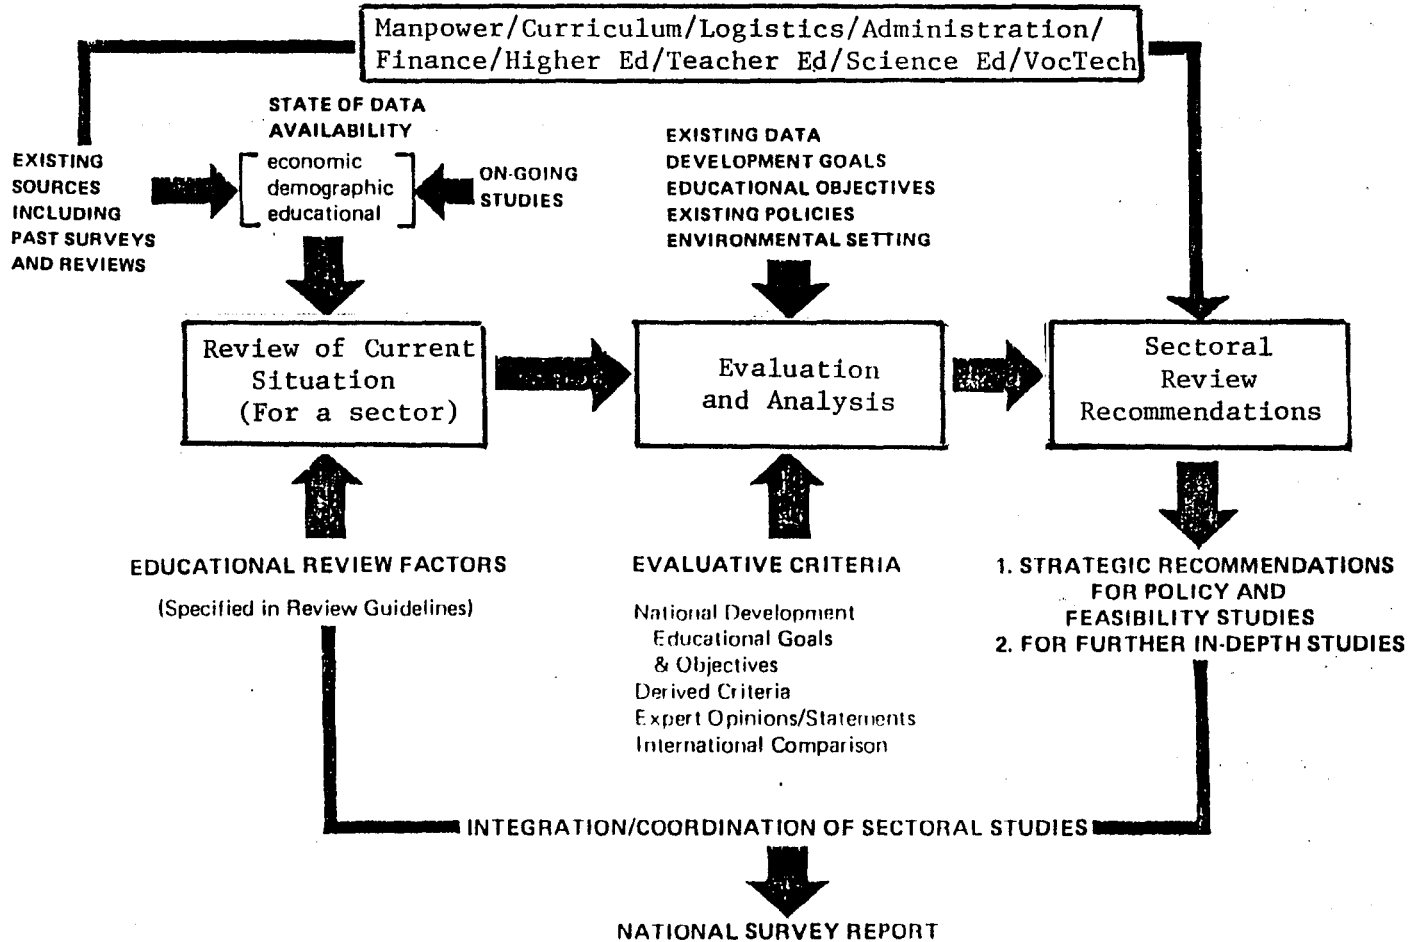 Manpower/Curriculum/Logistics/Administration/
Finance/Higher Ed/Teacher Ed/Science Ed/VocTech
STATE OF DATA
AVAILABILITY
economic
demographic
educational
EXISTING
SOURCES
INCLUDING
PAST SURVEYS
AND REVIEWS
ON-GOING
STUDIES
EXISTING DATA
DEVELOPMENT GOALS
EDUCATIONAL OBJECTIVES
EXISTING POLICIES
ENVIRONMENTAL SETTING
Review of Current
Situation
(For a sector)
Evaluation
and Analysis
Sectoral
Review
Recommendations
EDUCATIONAL REVIEW FACTORS
(Specified in Review Guidelines)
EVALUATIVE CRITERIA
National Development
Educational Goals
& Objectives
Derived Criteria
Expert Opinions/Statements
International Comparison
1. STRATEGIC RECOMMENDATIONS
FOR POLICY AND
FEASIBILITY STUDIES
2. FOR FURTHER IN-DEPTH STUDIES
INTEGRATION/COORDINATION OF SECTORAL STUDIES
NATIONAL SURVEY REPORT